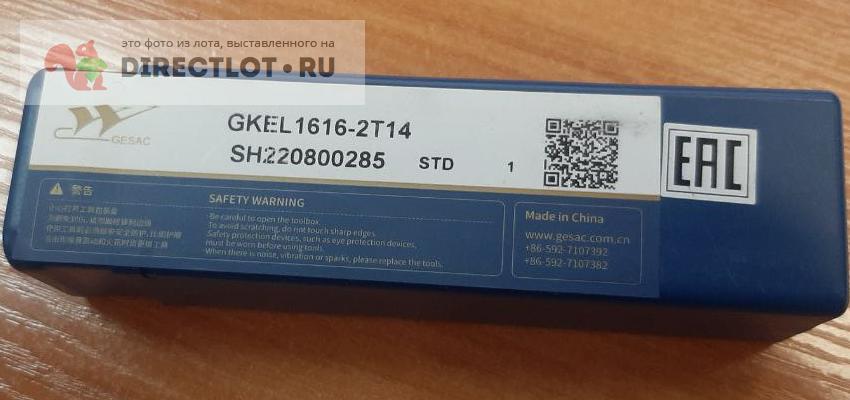 это фото из лота, выставленного на
DIRECTLOT.RU
GESAC
GKEL1616-2T14
SH220800285 STD 1
EAC
警告
SAFETY WARNING
Be careful to open the toolbox.
To avoid scratching, do not touch sharp edges.
Safety protection devices, such as eye protection devices,
must be worn before using tools.
When there is noise, vibration or sparks, please replace the tools.
Made in China
www.gesac.com.cn
+86-592-7107392
+86-592-7107382